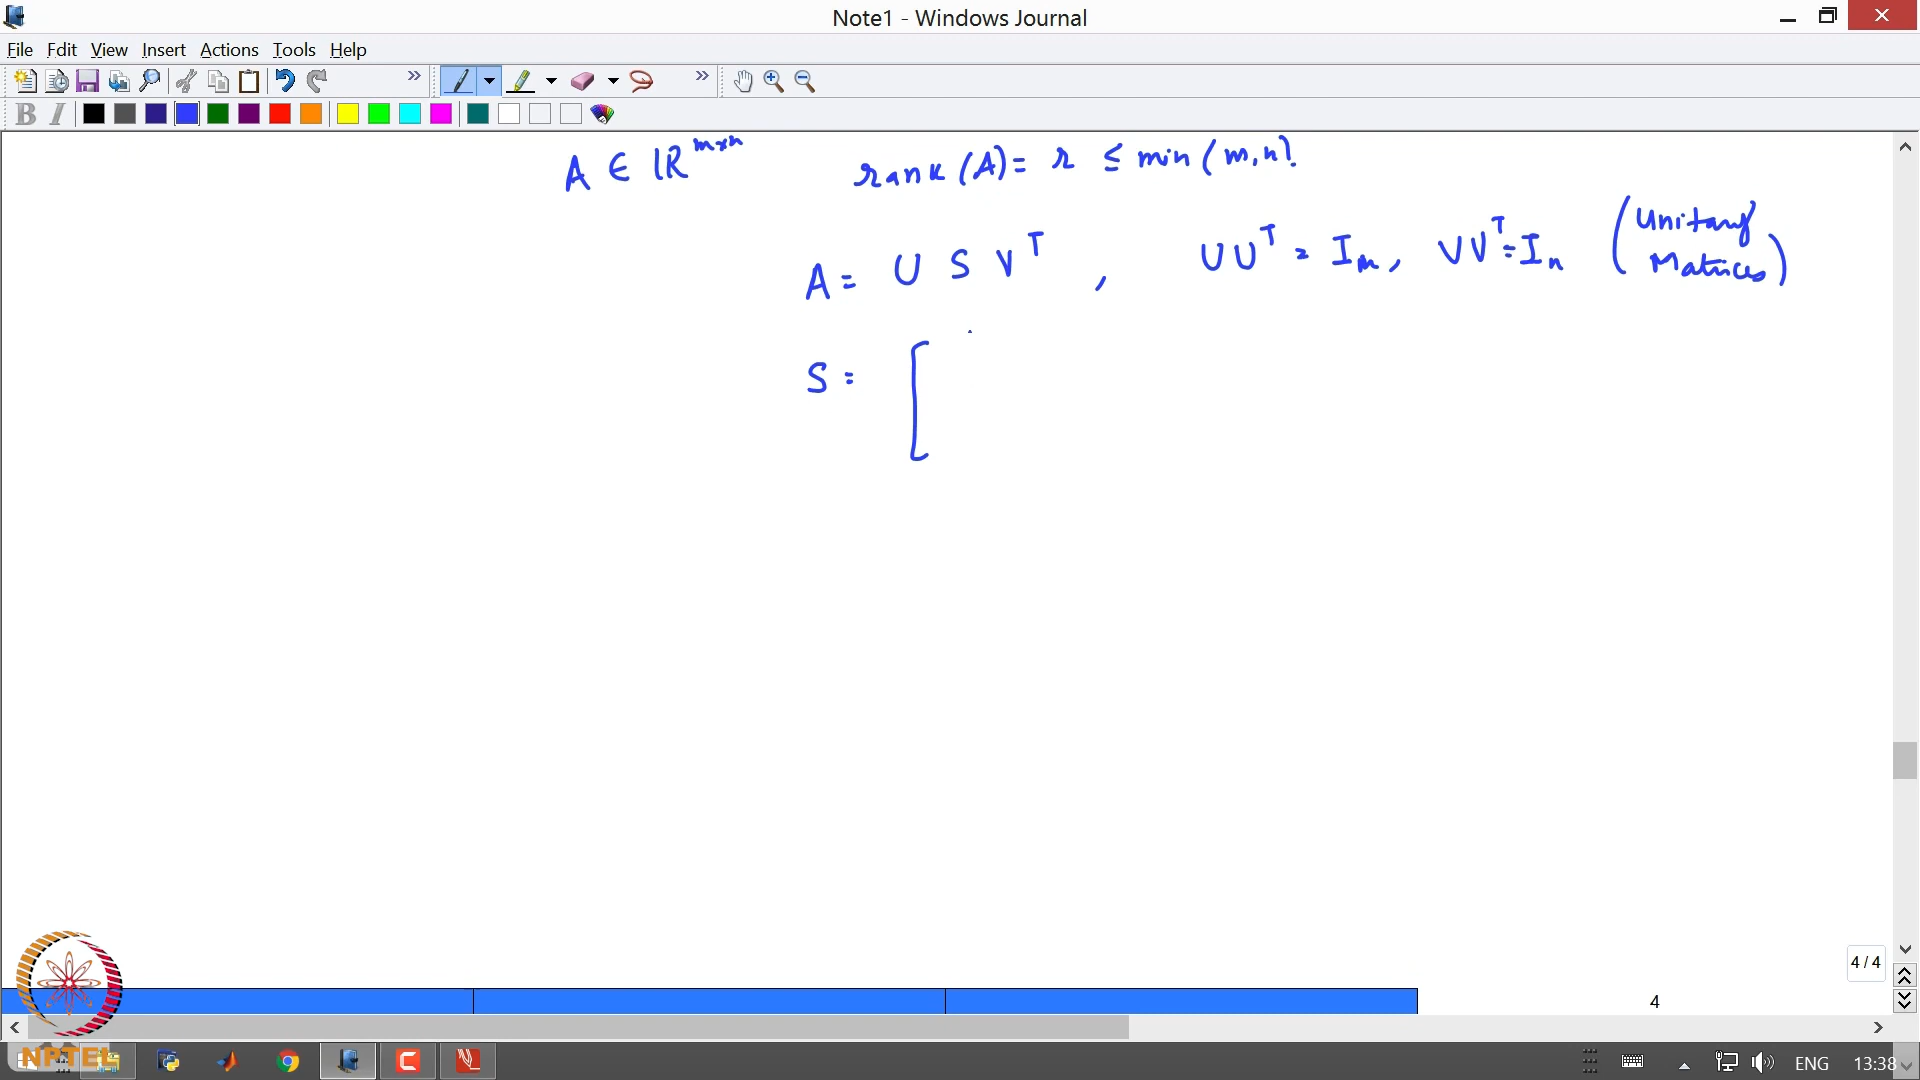 Note1 - Windows Journal
File Edit View Insert Actions Tools Help
B I
A ∈ ℝ^{m×n} rank (A) = r ≤ min (m, n).
A = U S V^T , U U^T = I_m, V V^T = I_n (Unitary Matrices)
S = [
4 / 4
4
NPTEL
ENG 13:38